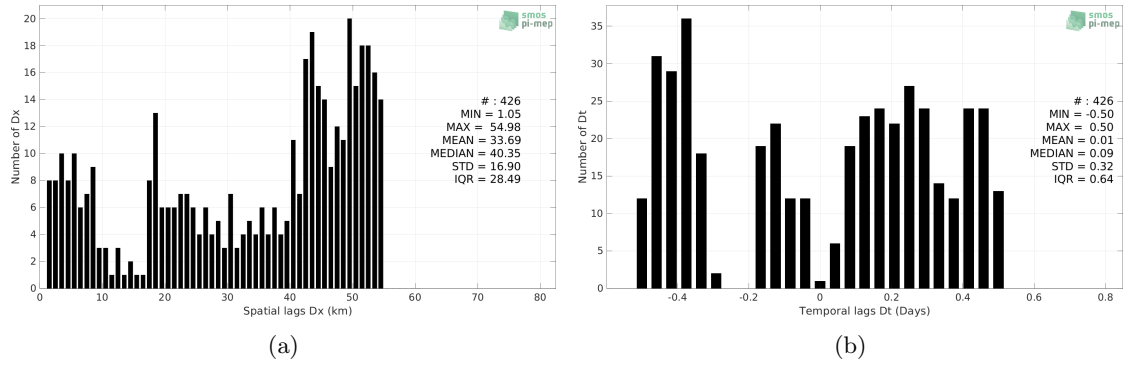 20
18
16
14
12
10
8
6
4
2
0
Number of Dx
0 10 20 30 40 50 60 70 80
Spatial lags Dx (km)
smos
pi-mep
# : 426
MIN = 1.05
MAX = 54.98
MEAN = 33.69
MEDIAN = 40.35
STD = 16.90
IQR = 28.49
(a)
35
30
25
20
15
10
5
0
Number of Dt
-0.4 -0.2 0 0.2 0.4 0.6 0.8
Temporal lags Dt (Days)
smos
pi-mep
# : 426
MIN = -0.50
MAX = 0.50
MEAN = 0.01
MEDIAN = 0.09
STD = 0.32
IQR = 0.64
(b)